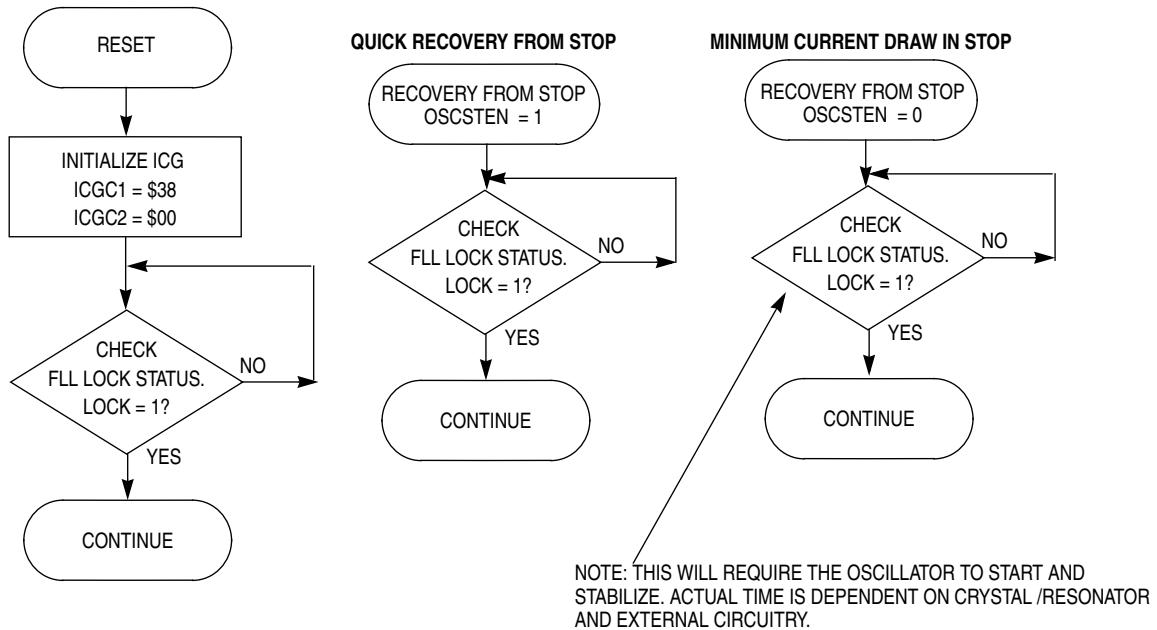 RESET
INITIALIZE ICG
ICGC1 = $38
ICGC2 = $00
CHECK
FLL LOCK STATUS.
LOCK = 1?
NO
YES
CONTINUE
QUICK RECOVERY FROM STOP
RECOVERY FROM STOP
OSCSTEN = 1
CHECK
FLL LOCK STATUS.
LOCK = 1?
NO
YES
CONTINUE
MINIMUM CURRENT DRAW IN STOP
RECOVERY FROM STOP
OSCSTEN = 0
CHECK
FLL LOCK STATUS.
LOCK = 1?
NO
YES
CONTINUE
NOTE: THIS WILL REQUIRE THE OSCILLATOR TO START AND
STABILIZE. ACTUAL TIME IS DEPENDENT ON CRYSTAL /RESONATOR
AND EXTERNAL CIRCUITRY.